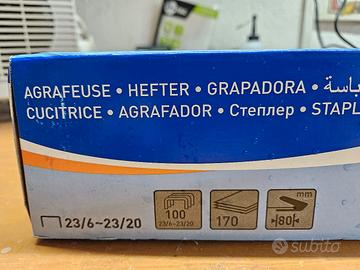 AGRAFEUSE • HEFTER • GRAPADORA • دباسة
CUCITRICE • AGRAFADOR • Степлер • STAPL
mm
100
23/6~23/20
170
80
23/6~23/20
subito